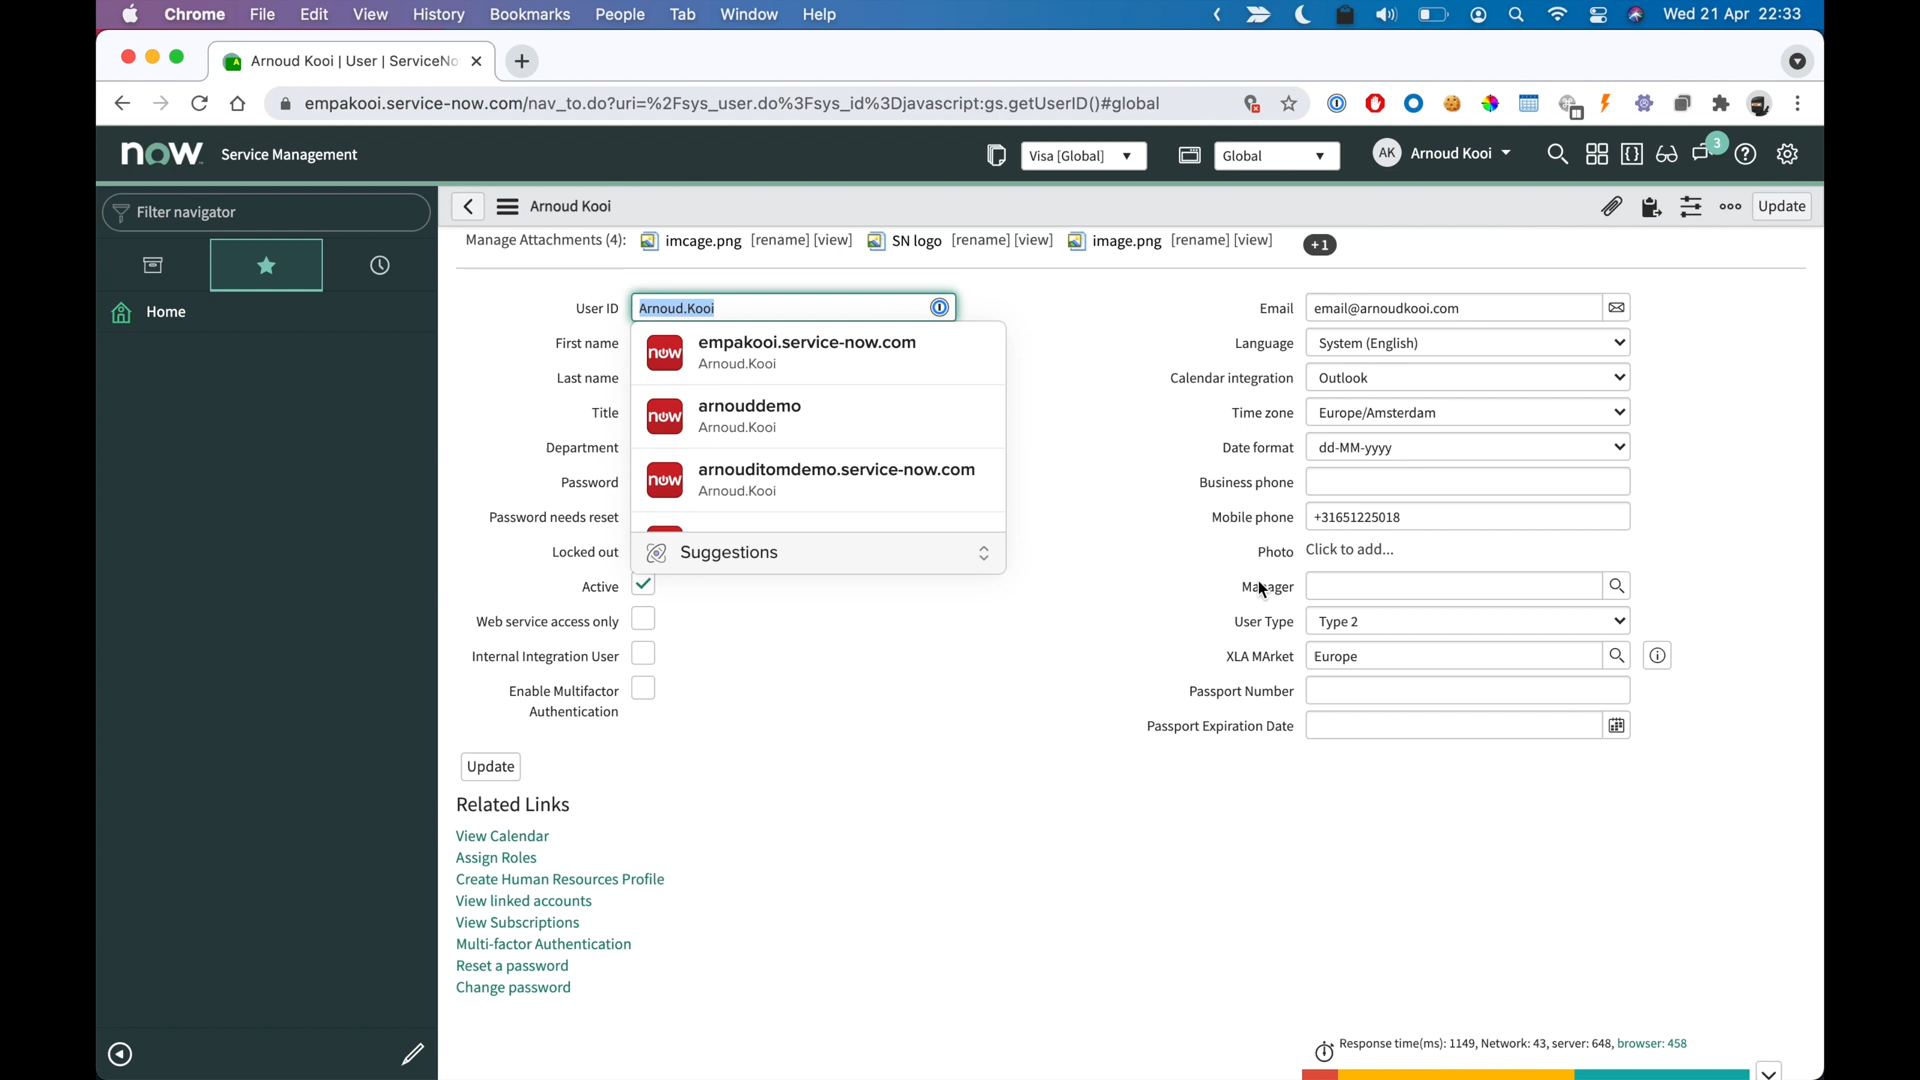 Chrome File Edit View History Bookmarks People Tab Window Help Wed 21 Apr 22:33
Arnoud Kooi | User | ServiceNo
empakooi.service-now.com/nav_to.do?uri=%2Fsys_user.do%3Fsys_id%3Djavascript:gs.getUserID()#global
now Service Management Visa [Global] Global AK Arnoud Kooi 3
Filter navigator
Home
Arnoud Kooi Update
Manage Attachments (4): imcage.png [rename] [view] SN logo [rename] [view] image.png [rename] [view] +1
User ID Arnoud.Kooi
First name
Last name
Title
Department
Password
Password needs reset
Locked out
Active
Web service access only
Internal Integration User
Enable Multifactor
Authentication
now empakooi.service-now.com
Arnoud.Kooi
now arnouddemo
Arnoud.Kooi
now arnouditomdemo.service-now.com
Arnoud.Kooi
Suggestions
Email email@arnoudkooi.com
Language System (English)
Calendar integration Outlook
Time zone Europe/Amsterdam
Date format dd-MM-yyyy
Business phone
Mobile phone +31651225018
Photo Click to add...
Manager
User Type Type 2
XLA MArket Europe
Passport Number
Passport Expiration Date
Update
Related Links
View Calendar
Assign Roles
Create Human Resources Profile
View linked accounts
View Subscriptions
Multi-factor Authentication
Reset a password
Change password
Response time(ms): 1149, Network: 43, server: 648, browser: 458